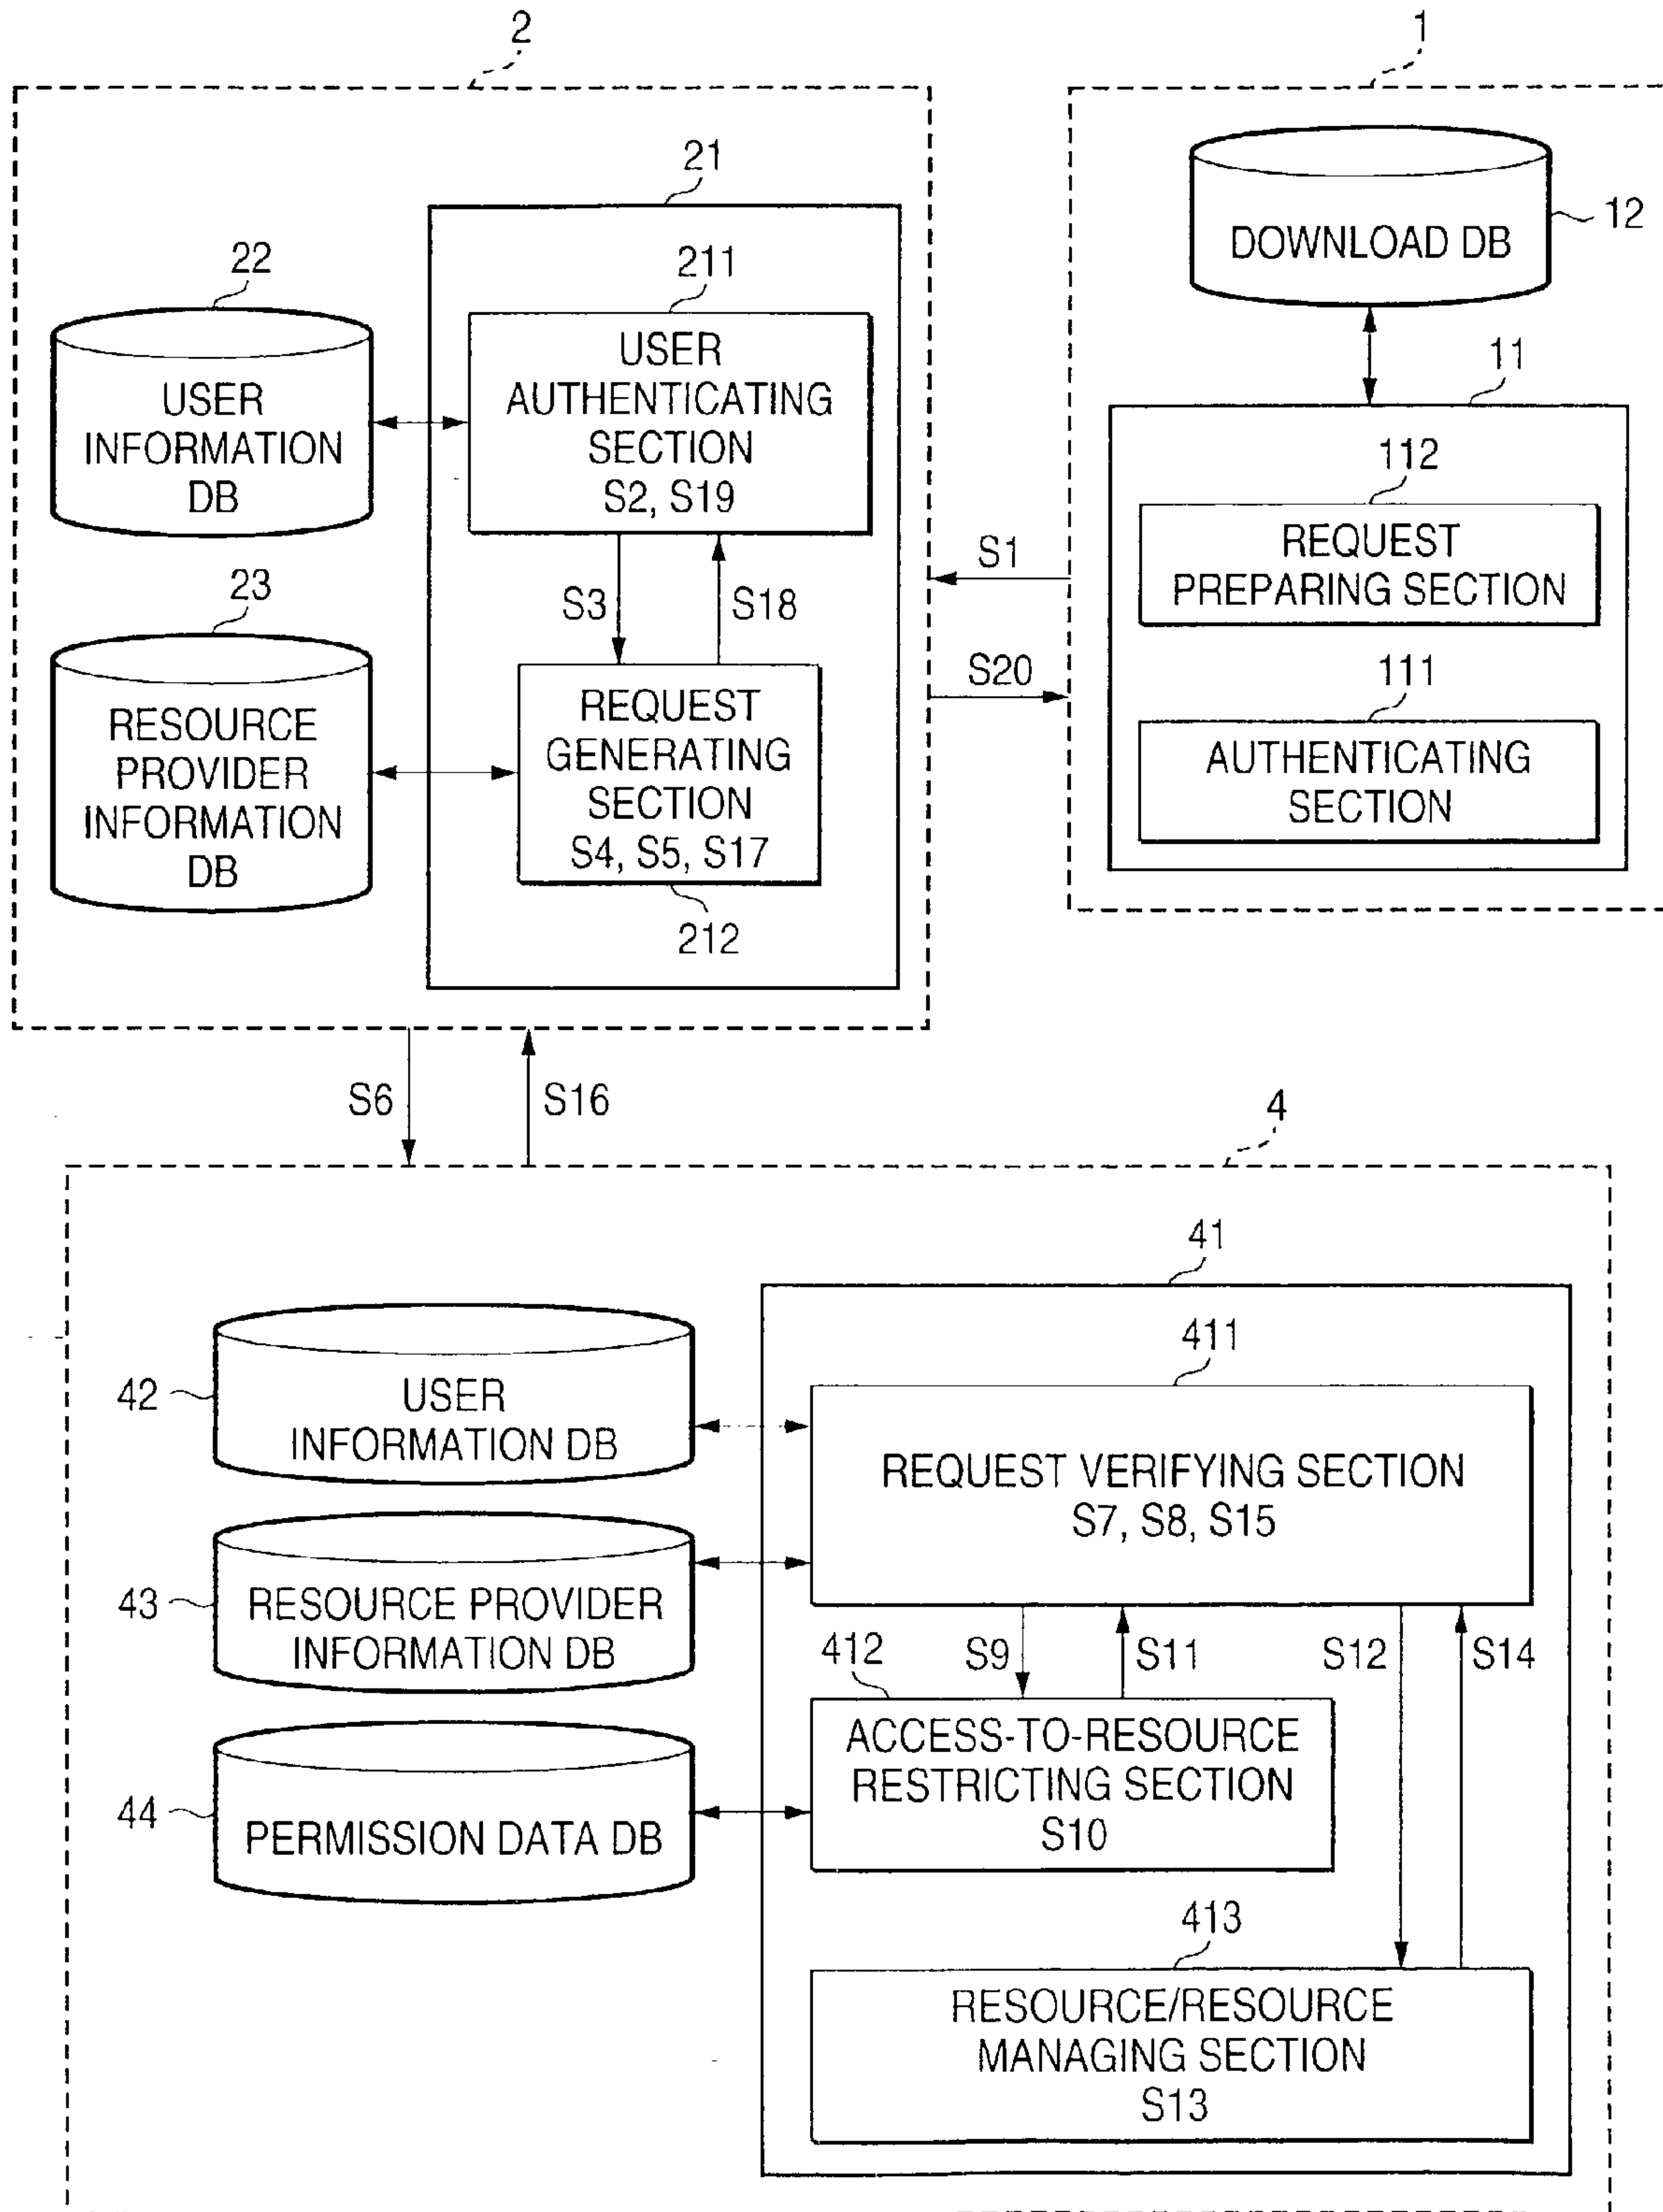 2
1
21
12
DOWNLOAD DB
22
211
USER
AUTHENTICATING
SECTION
S2, S19
USER
INFORMATION
DB
11
112
REQUEST
PREPARING SECTION
S1
S3
S18
23
S20
111
AUTHENTICATING
SECTION
REQUEST
GENERATING
SECTION
S4, S5, S17
RESOURCE
PROVIDER
INFORMATION
DB
212
S6
S16
4
41
411
42
USER
INFORMATION DB
REQUEST VERIFYING SECTION
S7, S8, S15
43
RESOURCE PROVIDER
INFORMATION DB
412
S9
S11
S12
S14
ACCESS-TO-RESOURCE
RESTRICTING SECTION
S10
44
PERMISSION DATA DB
413
RESOURCE/RESOURCE
MANAGING SECTION
S13